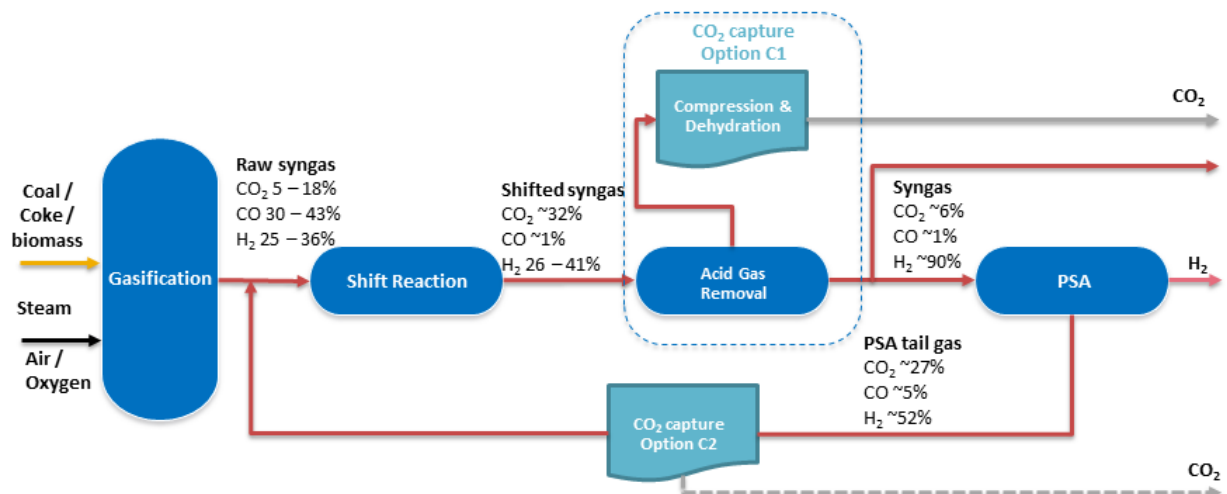 CO₂ capture
Option C1
Compression &
Dehydration
CO₂
Raw syngas
CO₂ 5 – 18%
CO 30 – 43%
H₂ 25 – 36%
Coal /
Coke /
biomass
Shifted syngas
CO₂ ~32%
CO ~1%
H₂ 26 – 41%
Syngas
CO₂ ~6%
CO ~1%
H₂ ~90%
Gasification
Shift Reaction
Acid Gas
Removal
PSA
H₂
Steam
Air /
Oxygen
PSA tail gas
CO₂ ~27%
CO ~5%
H₂ ~52%
CO₂ capture
Option C2
CO₂